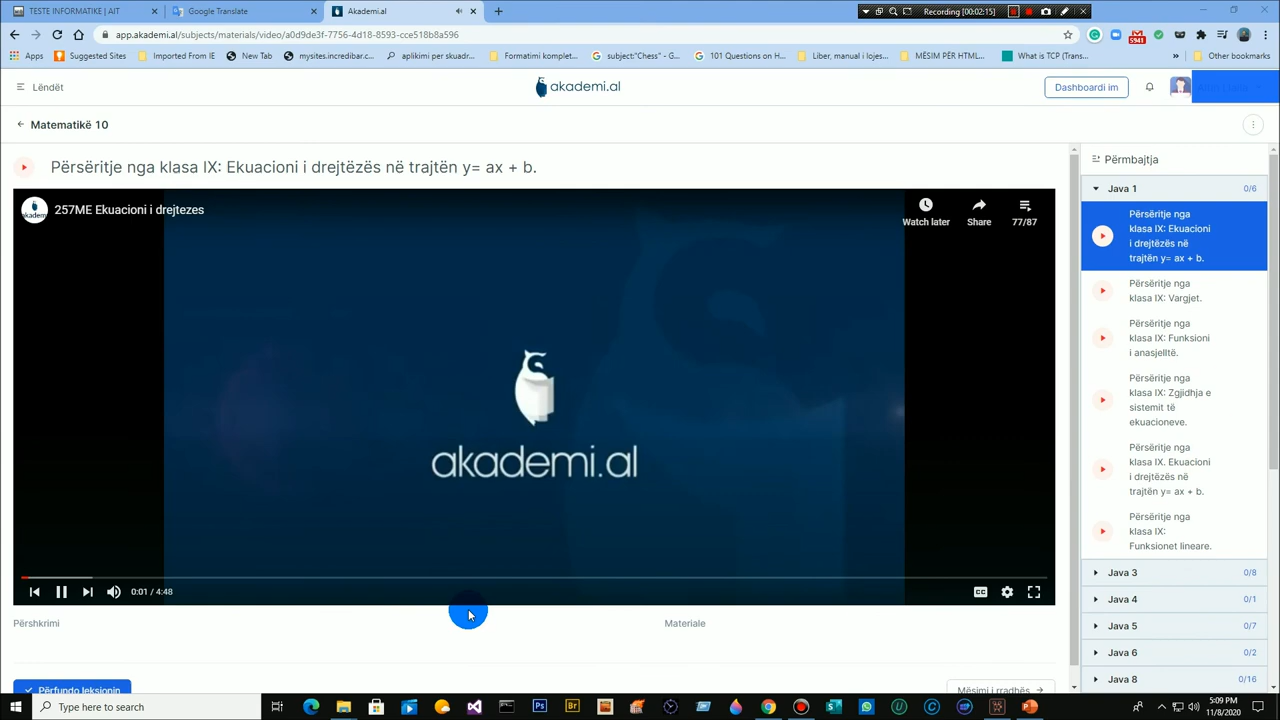 TESTE INFORMATIKE | AIT
Google Translate
Akademi.al
Recording [00:02:15]
app.akademi.al/subjects/materials/video/a0d9de3f-7756-4d18-8593-cce518b8a596
5941
Apps
Suggested Sites
Imported From IE
New Tab
mues.incredibar.co...
aplikimi per skuadr...
Formatimi komplet...
subject:"Chess" - G...
101 Questions on H...
Liber, manual i lojes...
MËSIM PËR HTML...
What is TCP (Trans...
»
Other bookmarks
Lëndët
akademi.al
Dashboardi im
Matematikë 10
Përsëritje nga klasa IX: Ekuacioni i drejtëzës në trajtën y= ax + b.
257ME Ekuacioni i drejtezes
Watch later
Share
77/87
akademi.al
0:01 / 4:48
CC
Përshkrimi
Materiale
Përfundo leksionin
Mësimi i rradhës
Përmbajtja
Java 1 0/6
Përsëritje nga
klasa IX: Ekuacioni
i drejtëzës në
trajtën y= ax + b.
Përsëritje nga
klasa IX: Vargjet.
Përsëritje nga
klasa IX: Funksioni
i anasjelltë.
Përsëritje nga
klasa IX: Zgjidhja e
sistemit të
ekuacioneve.
Përsëritje nga
klasa IX. Ekuacioni
i drejtëzës në
trajtën y= ax + b.
Përsëritje nga
klasa IX:
Funksionet lineare.
Java 3 0/8
Java 4 0/1
Java 5 0/7
Java 6 0/2
Java 8 0/16
Type here to search
5:09 PM
11/8/2020